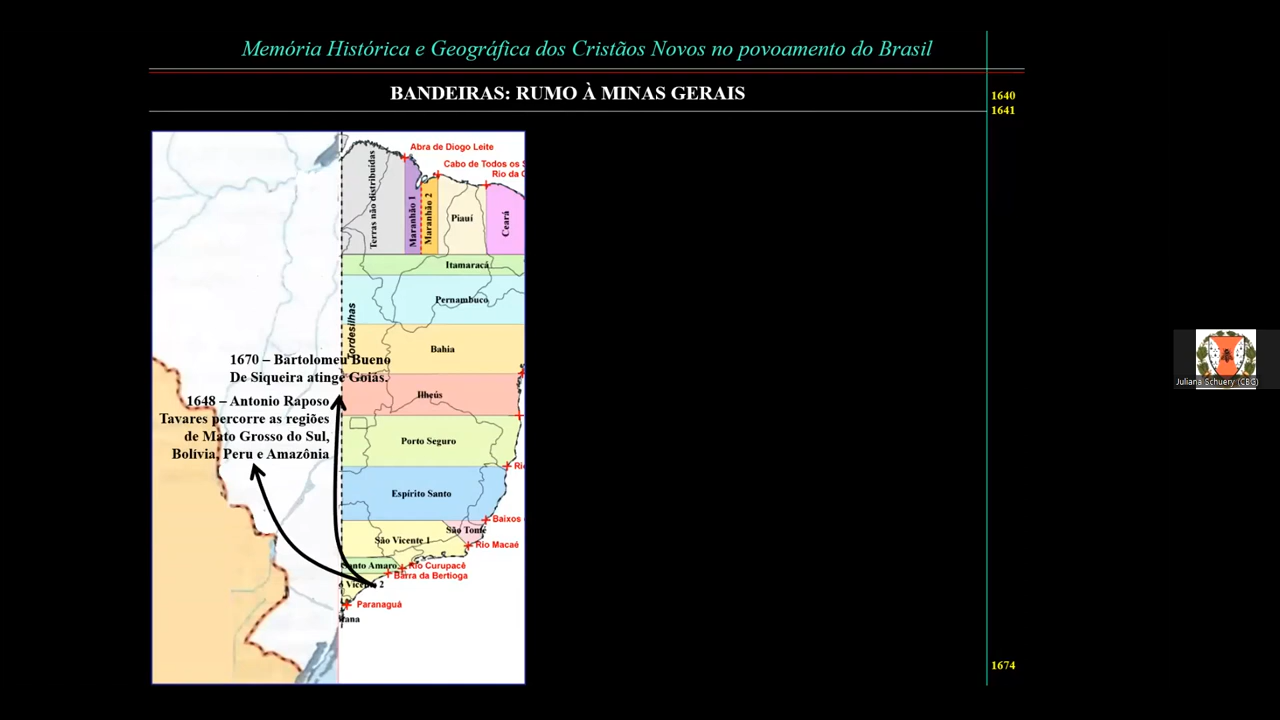 Memória Histórica e Geográfica dos Cristãos Novos no povoamento do Brasil
BANDEIRAS: RUMO À MINAS GERAIS
1640
1641
Abra de Diogo Leite
Cabo de Todos os S
Rio da C
Terras não distribuídas
Maranhão 1
Maranhão 2
Piauí
Ceará
Itamaracá
Pernambuco
ordesilhas
Bahia
1670 – Bartolomeu Bueno
De Siqueira atinge Goiás.
Ilhéus
1648 – Antonio Raposo
Tavares percorre as regiões
de Mato Grosso do Sul,
Bolívia, Peru e Amazônia
Porto Seguro
Ri
Espírito Santo
Baixos
São Tomé
São Vicente 1
Rio Macaé
anto Amaro
Rio Curupacê
Barra da Bertioga
o Vicente 2
Paranaguá
tana
1674
Juliana Schuery (CBG)